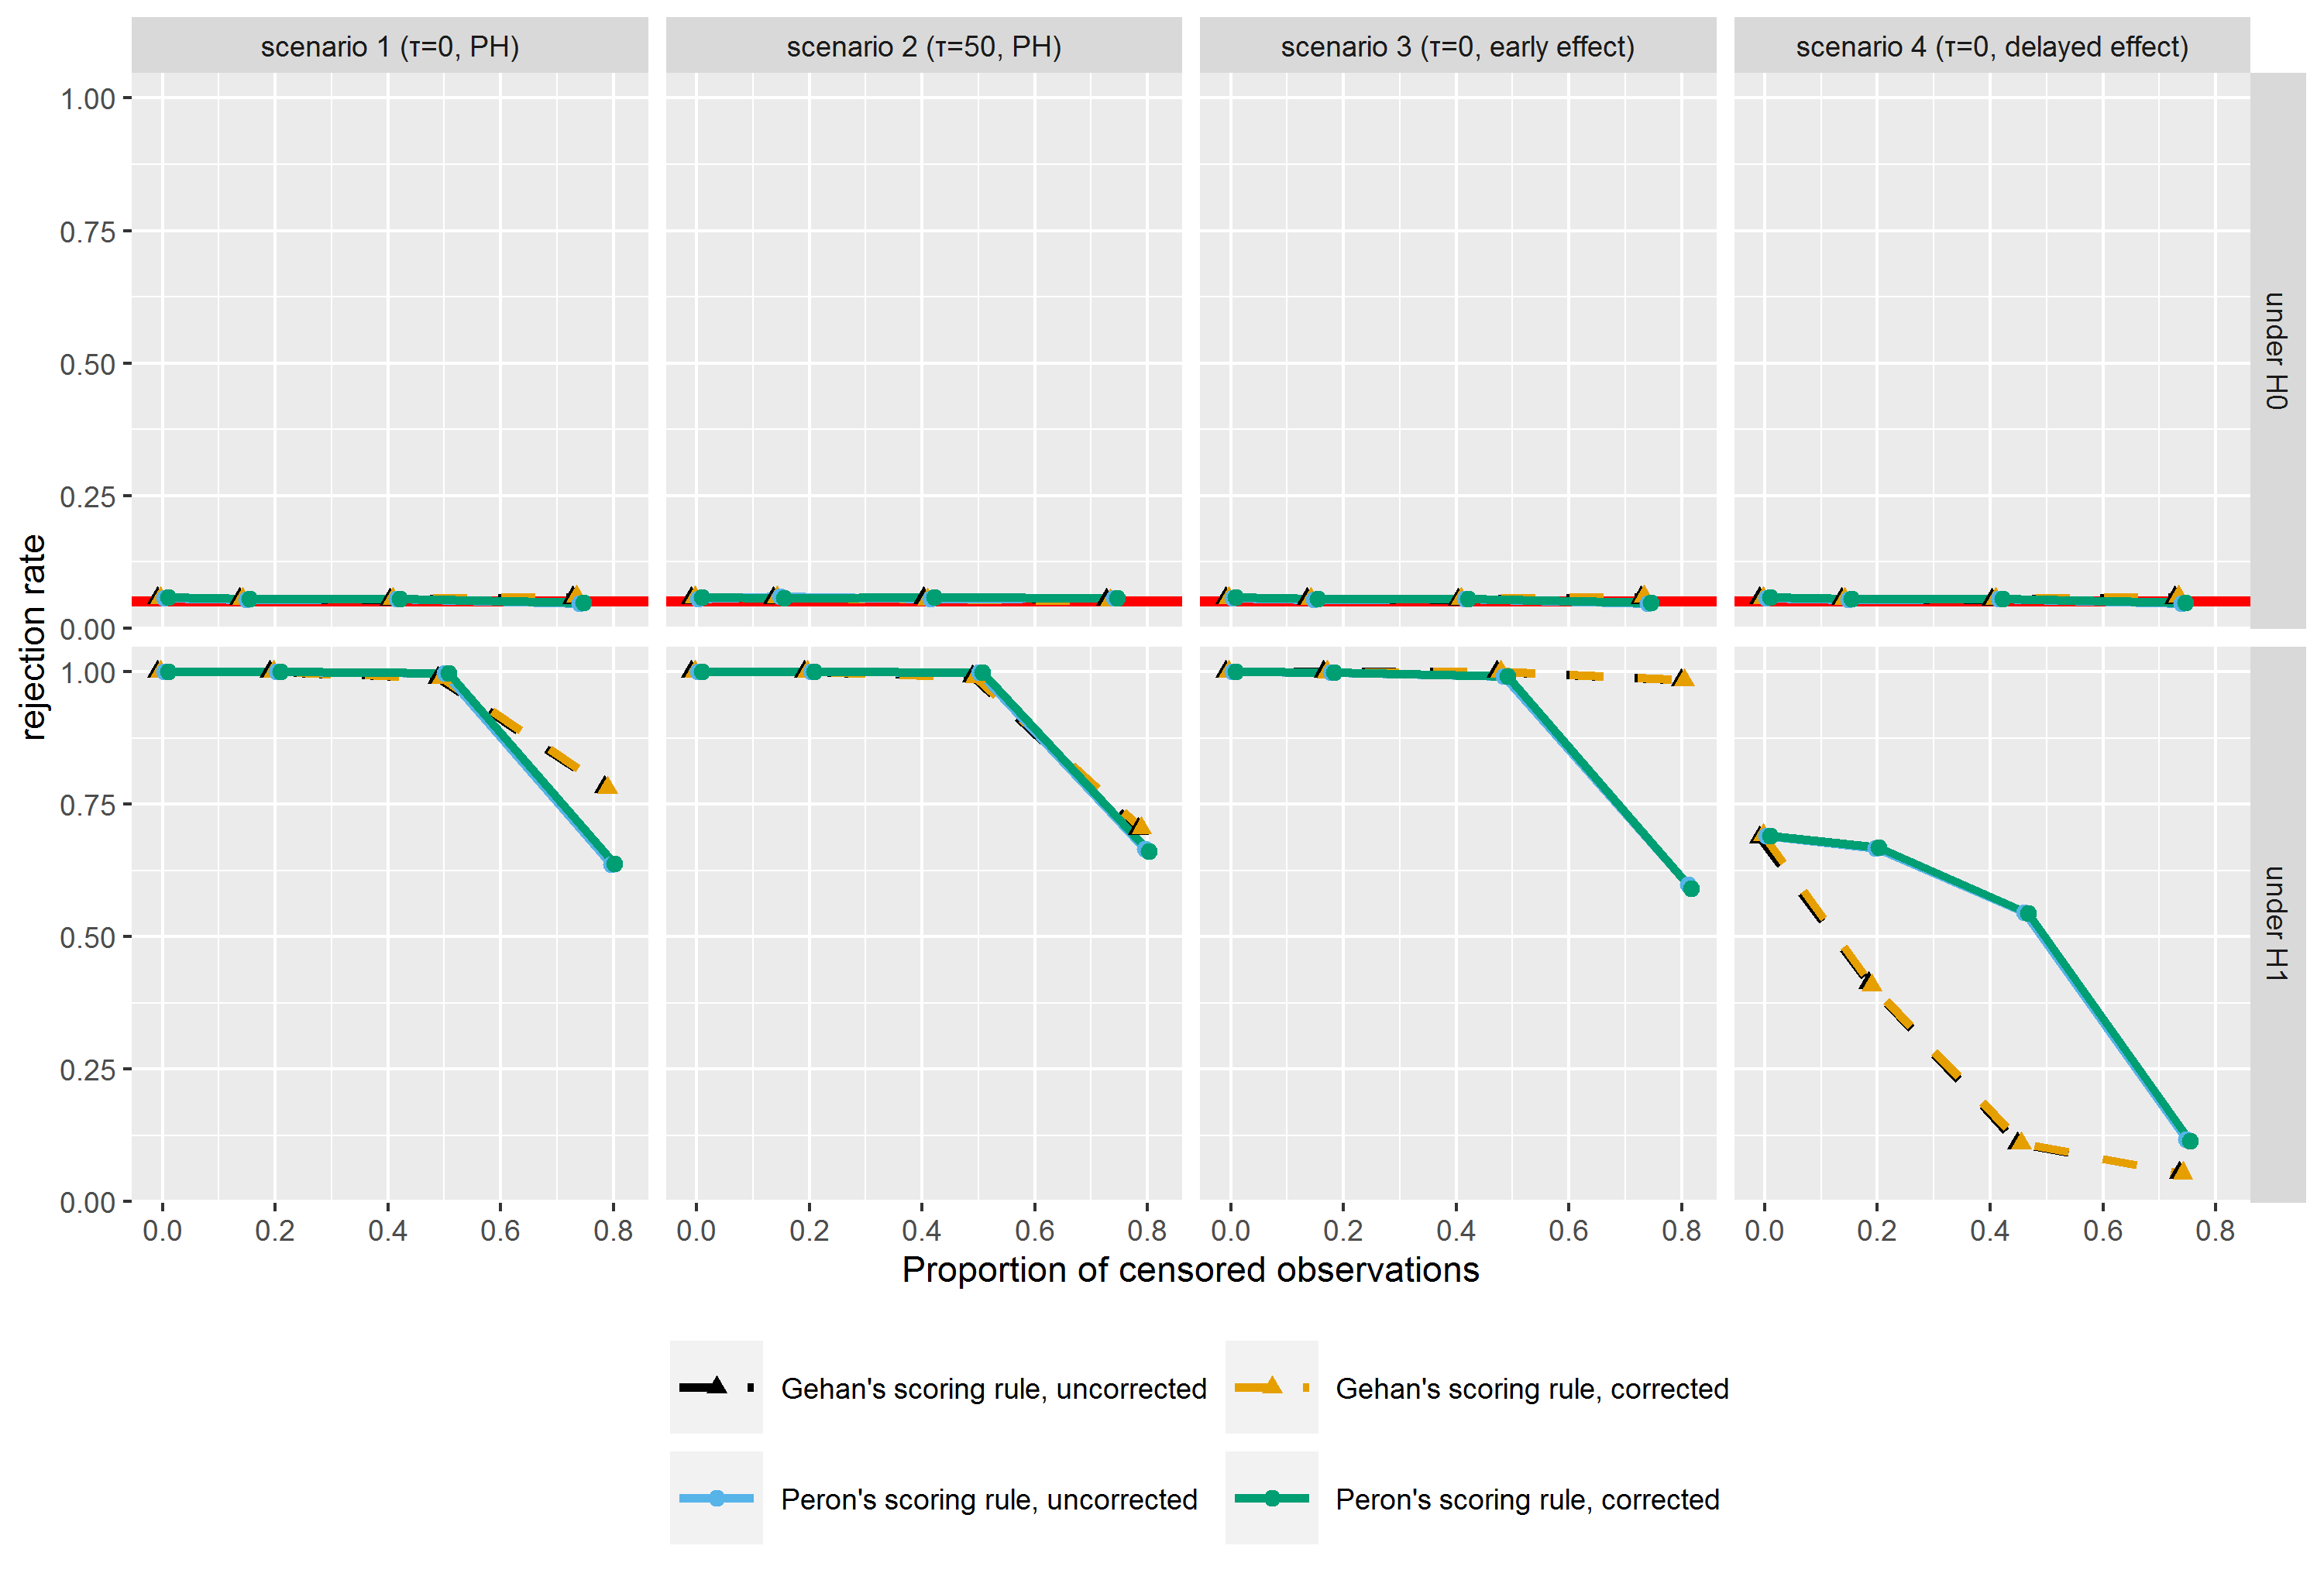 scenario 1 (τ=0, PH)
scenario 2 (τ=50, PH)
scenario 3 (τ=0, early effect)
scenario 4 (τ=0, delayed effect)
1.00
0.75
0.50
0.25
0.00
under H0
rejection rate
1.00
0.75
0.50
0.25
0.00
under H1
0.0 0.2 0.4 0.6 0.8
0.0 0.2 0.4 0.6 0.8
0.0 0.2 0.4 0.6 0.8
0.0 0.2 0.4 0.6 0.8
Proportion of censored observations
Gehan's scoring rule, uncorrected
Gehan's scoring rule, corrected
Peron's scoring rule, uncorrected
Peron's scoring rule, corrected